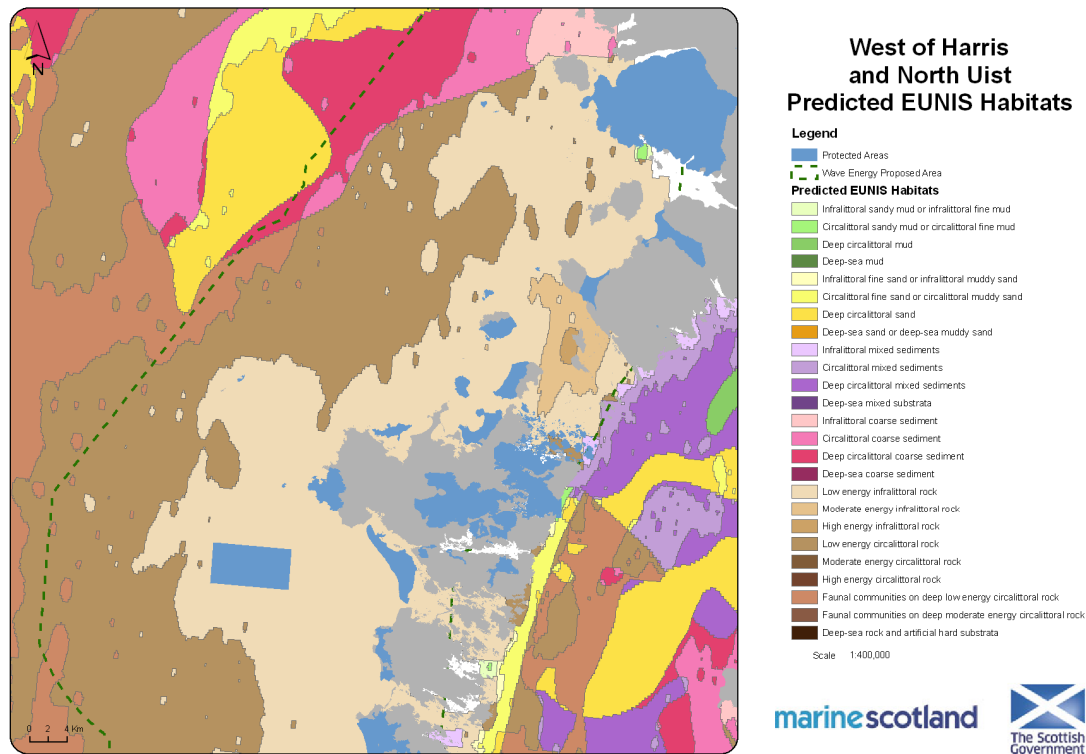 West of Harris
and North Uist
Predicted EUNIS Habitats
Legend
Protected Areas
Wave Energy Proposed Area
Predicted EUNIS Habitats
Infralittoral sandy mud or infralittoral fine mud
Circalittoral sandy mud or circalittoral fine mud
Deep circalittoral mud
Deep-sea mud
Infralittoral fine sand or infralittoral muddy sand
Circalittoral fine sand or circalittoral muddy sand
Deep circalittoral sand
Deep-sea sand or deep-sea muddy sand
Infralittoral mixed sediments
Circalittoral mixed sediments
Deep circalittoral mixed sediments
Deep-sea mixed substrata
Infralittoral coarse sediment
Circalittoral coarse sediment
Deep circalittoral coarse sediment
Deep-sea coarse sediment
Low energy infralittoral rock
Moderate energy infralittoral rock
High energy infralittoral rock
Low energy circalittoral rock
Moderate energy circalittoral rock
High energy circalittoral rock
Faunal communities on deep low energy circalittoral rock
Faunal communities on deep moderate energy circalittoral rock
Deep-sea rock and artificial hard substrata
Scale 1:400,000
N
0 2 4 Km
marinescotland
The Scottish
Government